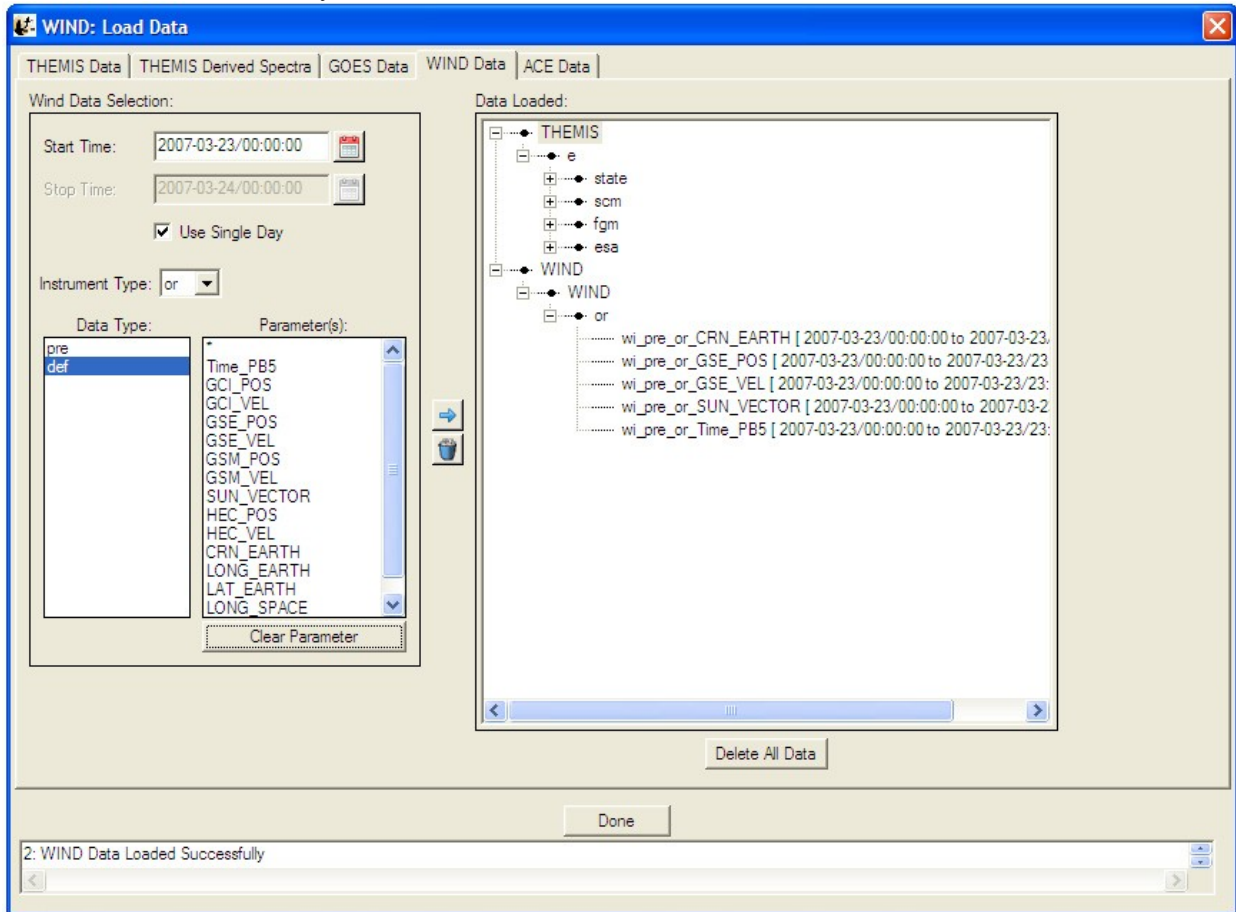 WIND: Load Data
THEMIS Data
THEMIS Derived Spectra
GOES Data
WIND Data
ACE Data
Wind Data Selection:
Start Time:
2007-03-23/00:00:00
Stop Time:
2007-03-24/00:00:00
Use Single Day
Instrument Type:
or
Data Type:
pre
def
Parameter(s):
*
Time_PB5
GCI_POS
GCI_VEL
GSE_POS
GSE_VEL
GSM_POS
GSM_VEL
SUN_VECTOR
HEC_POS
HEC_VEL
CRN_EARTH
LONG_EARTH
LAT_EARTH
LONG_SPACE
Clear Parameter
Data Loaded:
THEMIS
e
state
scm
fgm
esa
WIND
WIND
or
wi_pre_or_CRN_EARTH [ 2007-03-23/00:00:00 to 2007-03-23/
wi_pre_or_GSE_POS [ 2007-03-23/00:00:00 to 2007-03-23/23
wi_pre_or_GSE_VEL [ 2007-03-23/00:00:00 to 2007-03-23/23:
wi_pre_or_SUN_VECTOR [ 2007-03-23/00:00:00 to 2007-03-2
wi_pre_or_Time_PB5 [ 2007-03-23/00:00:00 to 2007-03-23/23:
Delete All Data
Done
2: WIND Data Loaded Successfully